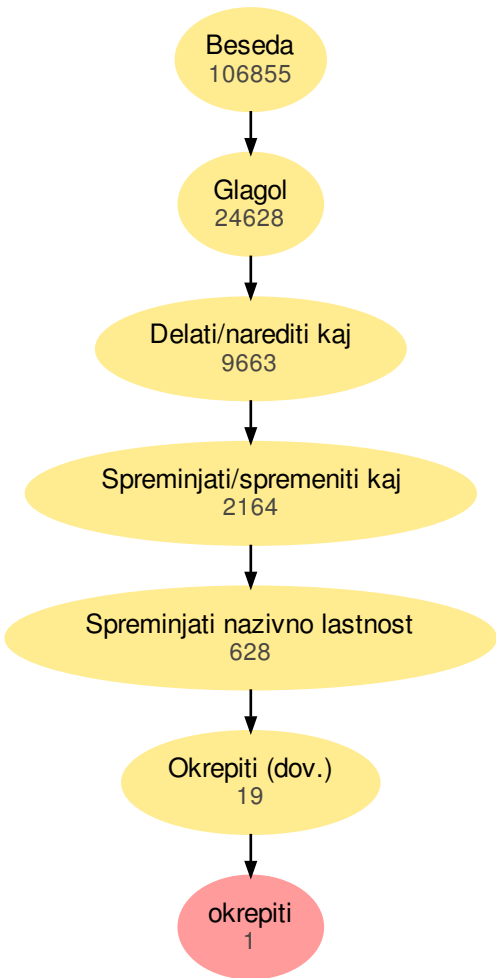 Beseda
106855
Glagol
24628
Delati/narediti kaj
9663
Spreminjati/spremeniti kaj
2164
Spreminjati nazivno lastnost
628
Okrepiti (dov.)
19
okrepiti
1